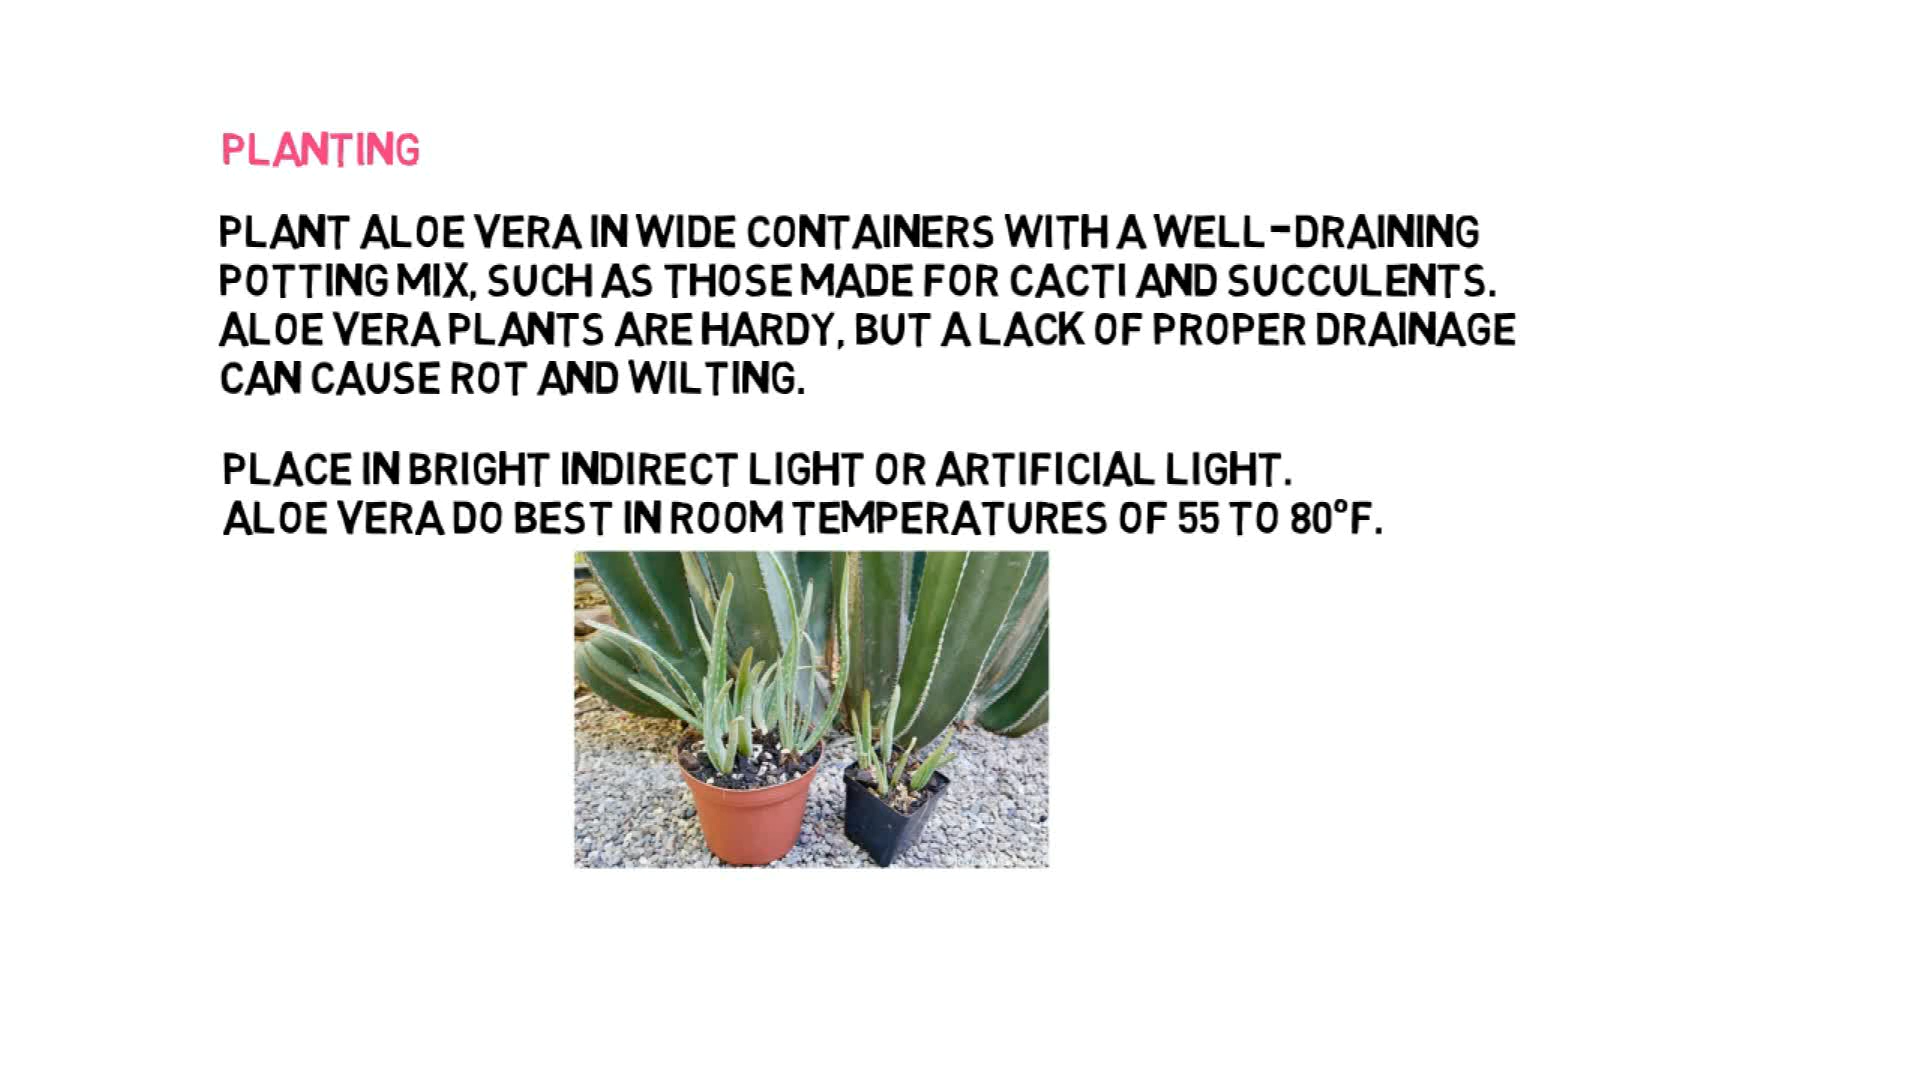 PLANTING
PLANT ALOE VERA IN WIDE CONTAINERS WITH A WELL-DRAINING
POTTING MIX, SUCH AS THOSE MADE FOR CACTI AND SUCCULENTS.
ALOE VERA PLANTS ARE HARDY, BUT A LACK OF PROPER DRAINAGE
CAN CAUSE ROT AND WILTING.
PLACE IN BRIGHT INDIRECT LIGHT OR ARTIFICIAL LIGHT.
ALOE VERA DO BEST IN ROOM TEMPERATURES OF 55 TO 80°F.